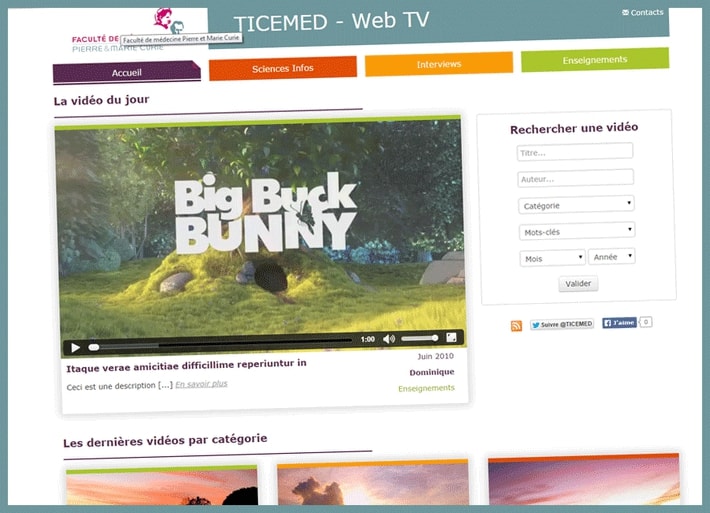 TICEMED - Web TV
Contacts
FACULTÉ DE
Faculté de médecine Pierre et Marie Curie
PIERRE & MARIE CURIE
Accueil
Sciences Infos
Interviews
Enseignements
La vidéo du jour
Big Buck
BUNNY
1:00
Itaque verae amicitiae difficillime reperiuntur in
Juin 2010
Ceci est une description [...] En savoir plus
Dominique
Enseignements
Rechercher une vidéo
Titre...
Auteur...
Catégorie
Mots-clés
Mois
Année
Valider
Suivre @TICEMED
J'aime
0
Les dernières vidéos par catégorie